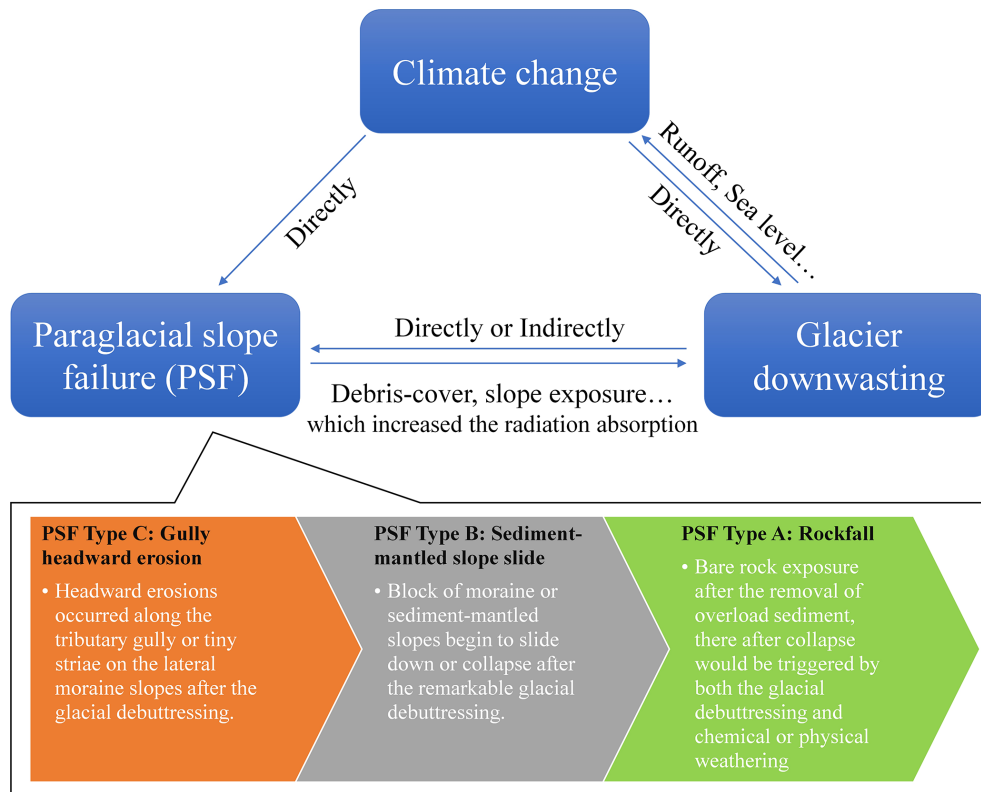 Climate change
Directly
Runoff, Sea level…
Directly
Paraglacial slope
failure (PSF)
Directly or Indirectly
Debris-cover, slope exposure…
which increased the radiation absorption
Glacier
downwasting
PSF Type C: Gully
headward erosion
• Headward erosions
occurred along the
tributary gully or tiny
striae on the lateral
moraine slopes after the
glacial debuttressing.
PSF Type B: Sediment-
mantled slope slide
• Block of moraine or
sediment-mantled
slopes begin to slide
down or collapse after
the remarkable glacial
debuttressing.
PSF Type A: Rockfall
• Bare rock exposure
after the removal of
overload sediment,
there after collapse
would be triggered by
both the glacial
debuttressing and
chemical or physical
weathering